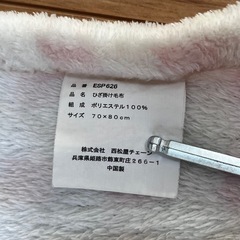 品番 ESP626
品名 ひざ掛け毛布
組成 ポリエステル100%
サイズ 70×80cm
株式会社 西松屋チェーン
兵庫県姫路市飾東町庄266-1
中国製